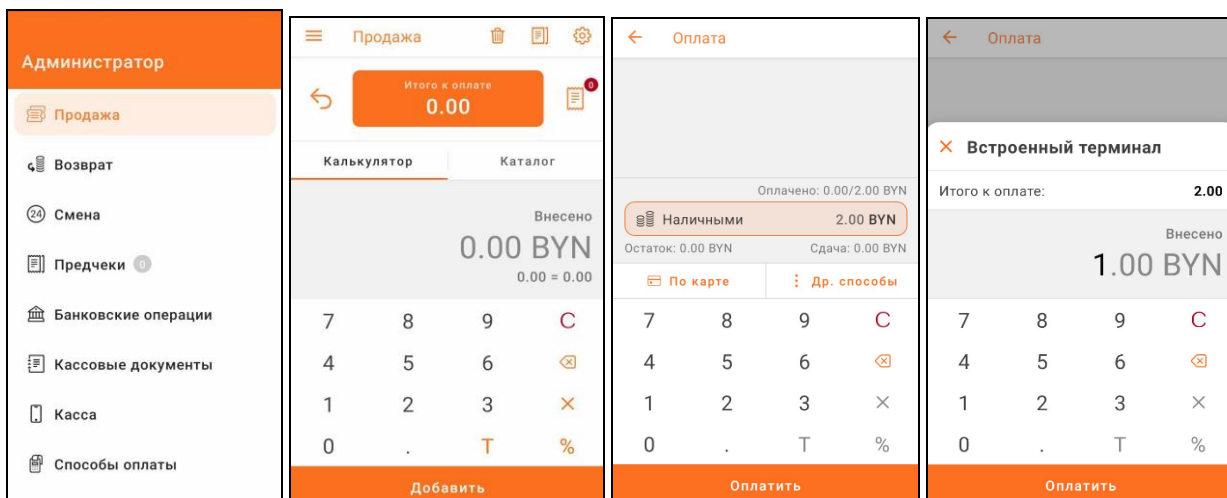 Администратор
Продажа
Возврат
24 Смена
Предчеки 0
Банковские операции
Кассовые документы
Касса
Способы оплаты
Продажа
Итого к оплате
0.00
0
Калькулятор Каталог
Внесено
0.00 BYN
0.00 = 0.00
7 8 9 C
4 5 6
1 2 3 ×
0 . T %
Добавить
Оплата
Оплачено: 0.00/2.00 BYN
Наличными 2.00 BYN
Остаток: 0.00 BYN Сдача: 0.00 BYN
По карте Др. способы
7 8 9 C
4 5 6
1 2 3 ×
0 . T %
Оплатить
Оплата
Встроенный терминал
Итого к оплате: 2.00
Внесено
1.00 BYN
7 8 9 C
4 5 6
1 2 3 ×
0 . T %
Оплатить